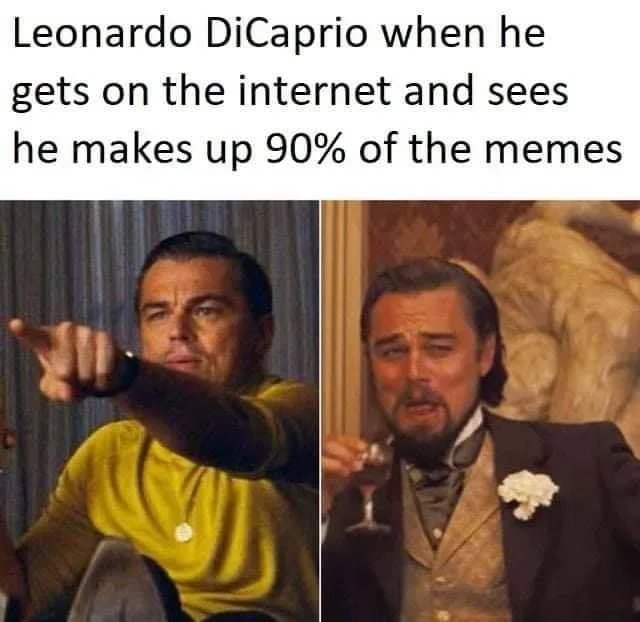 Leonardo DiCaprio when he
gets on the internet and sees
he makes up 90% of the memes